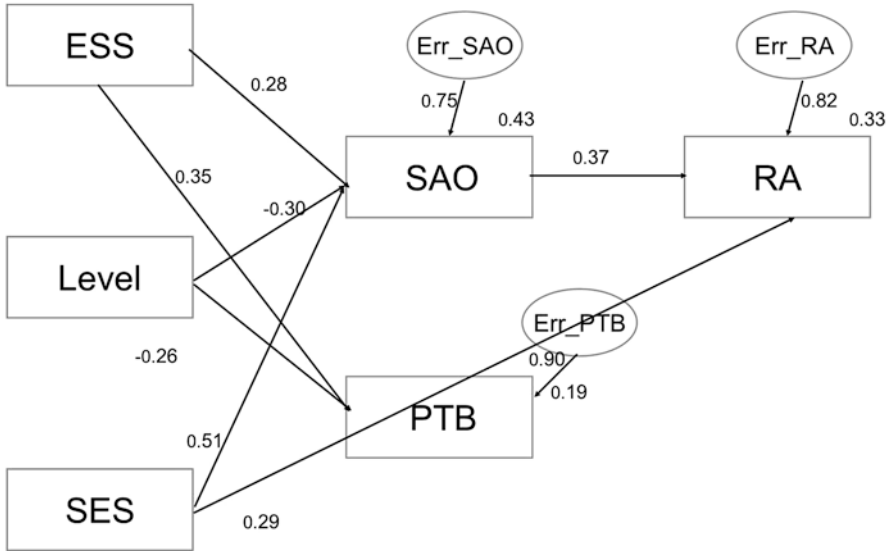 ESS
Err_SAO
Err_RA
0.28
0.75
0.43
0.82
0.33
SAO
0.37
RA
0.35
-0.30
Level
Err_PTB
-0.26
0.90
0.19
PTB
0.51
SES
0.29